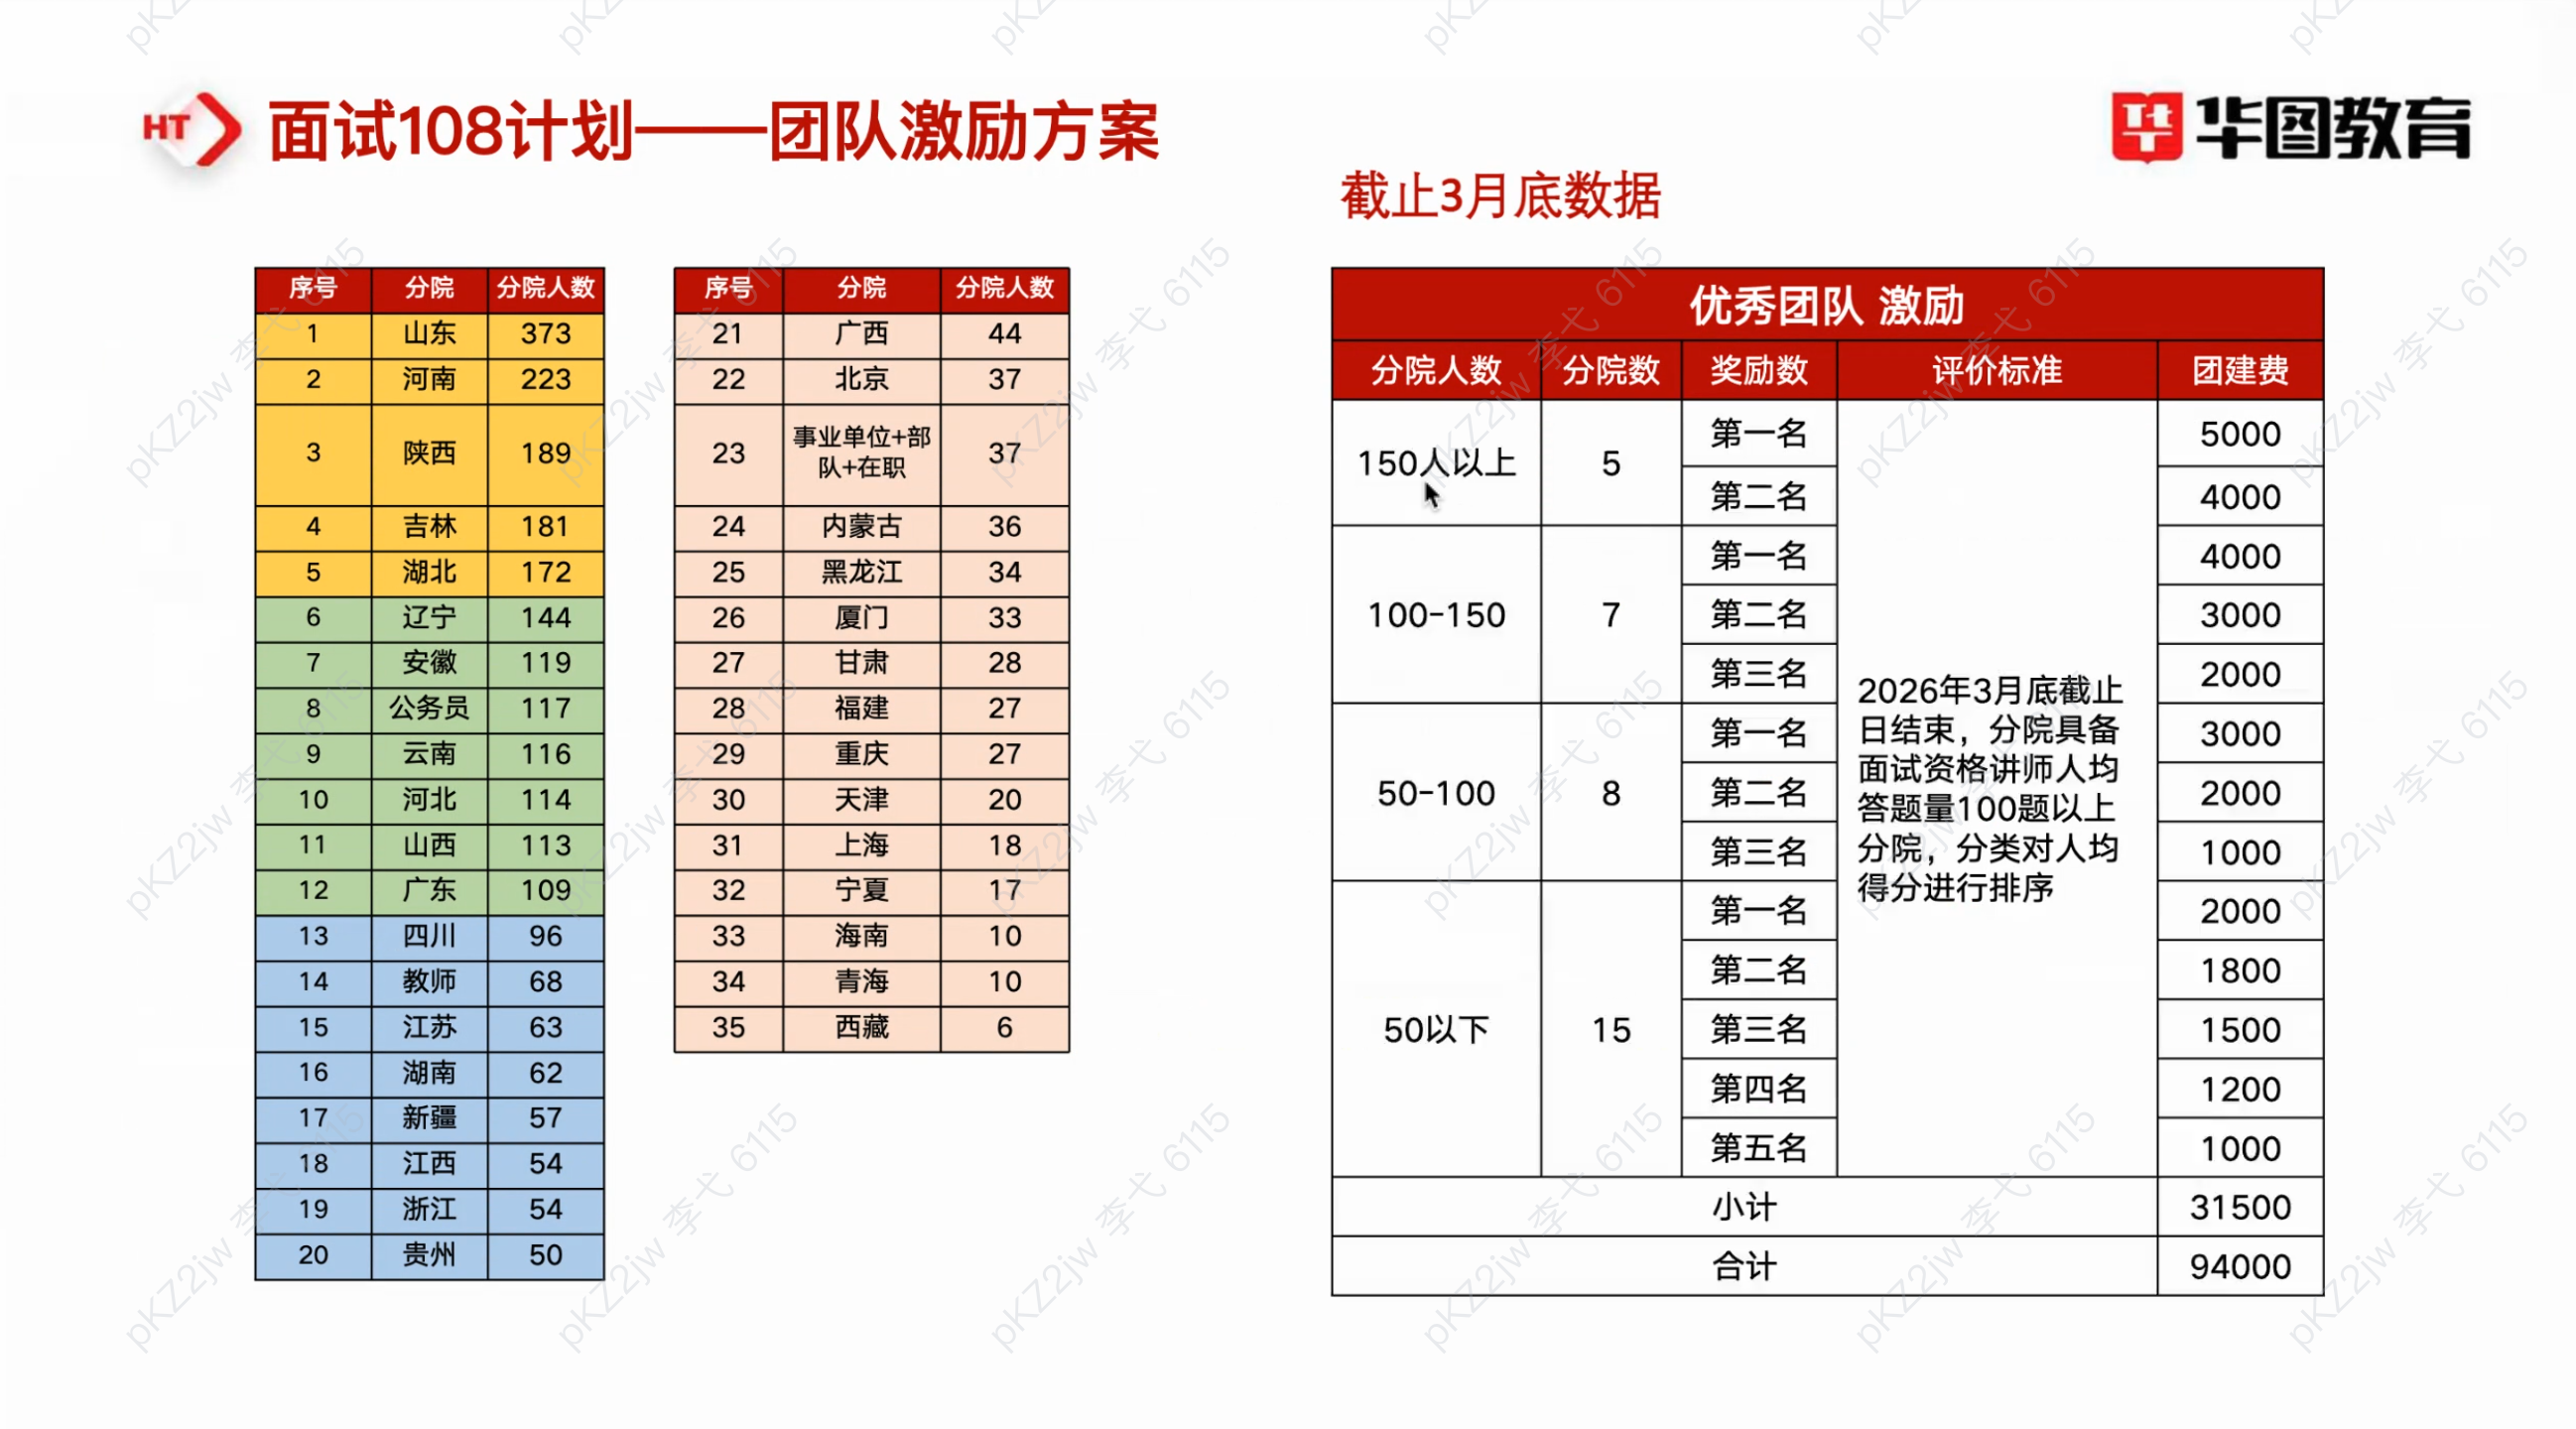 HT 面试108计划——团队激励方案
华图教育
截止3月底数据
序号 分院 分院人数
1 山东 373
2 河南 223
3 陕西 189
4 吉林 181
5 湖北 172
6 辽宁 144
7 安徽 119
8 公务员 117
9 云南 116
10 河北 114
11 山西 113
12 广东 109
13 四川 96
14 教师 68
15 江苏 63
16 湖南 62
17 新疆 57
18 江西 54
19 浙江 54
20 贵州 50
序号 分院 分院人数
21 广西 44
22 北京 37
23 事业单位+部队+在职 37
24 内蒙古 36
25 黑龙江 34
26 厦门 33
27 甘肃 28
28 福建 27
29 重庆 27
30 天津 20
31 上海 18
32 宁夏 17
33 海南 10
34 青海 10
35 西藏 6
优秀团队 激励
分院人数 分院数 奖励数 评价标准 团建费
150人以上 5 第一名 5000
第二名 4000
100-150 7 第一名 4000
第二名 3000
第三名 2000
50-100 8 第一名 3000
第二名 2000
第三名 1000
50以下 15 第一名 2000
第二名 1800
第三名 1500
第四名 1200
第五名 1000
2026年3月底截止
日结束，分院具备
面试资格讲师人均
答题量100题以上
分院，分类对人均
得分进行排序
小计 31500
合计 94000
pKZ2jw 李弋 6115